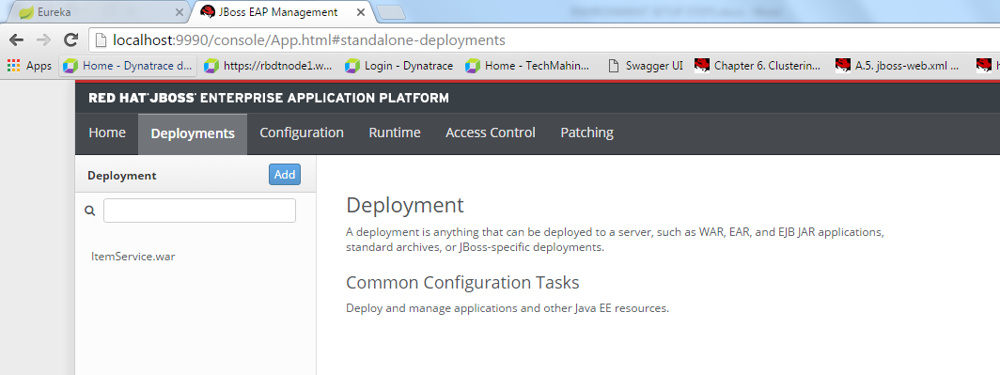 Eureka
JBoss EAP Management
localhost:9990/console/App.html#standalone-deployments
Apps Home - Dynatrace d... https://rbdtnode1.w... Login - Dynatrace Home - TechMahin... Swagger UI Chapter 6. Clusterin... A.5. jboss-web.xml ... h
RED HAT JBOSS ENTERPRISE APPLICATION PLATFORM
Home Deployments Configuration Runtime Access Control Patching
Deployment Add
ItemService.war
Deployment
A deployment is anything that can be deployed to a server, such as WAR, EAR, and EJB JAR applications,
standard archives, or JBoss-specific deployments.
Common Configuration Tasks
Deploy and manage applications and other Java EE resources.